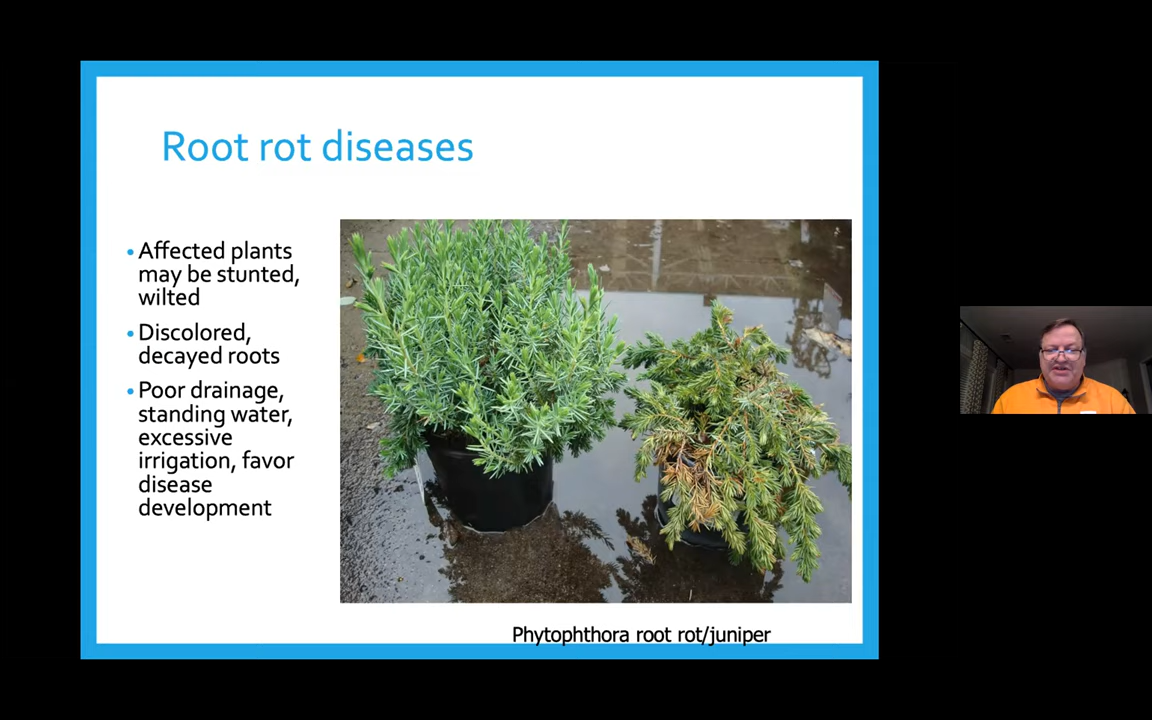 Root rot diseases
• Affected plants
may be stunted,
wilted
• Discolored,
decayed roots
• Poor drainage,
standing water,
excessive
irrigation, favor
disease
development
Phytophthora root rot/juniper